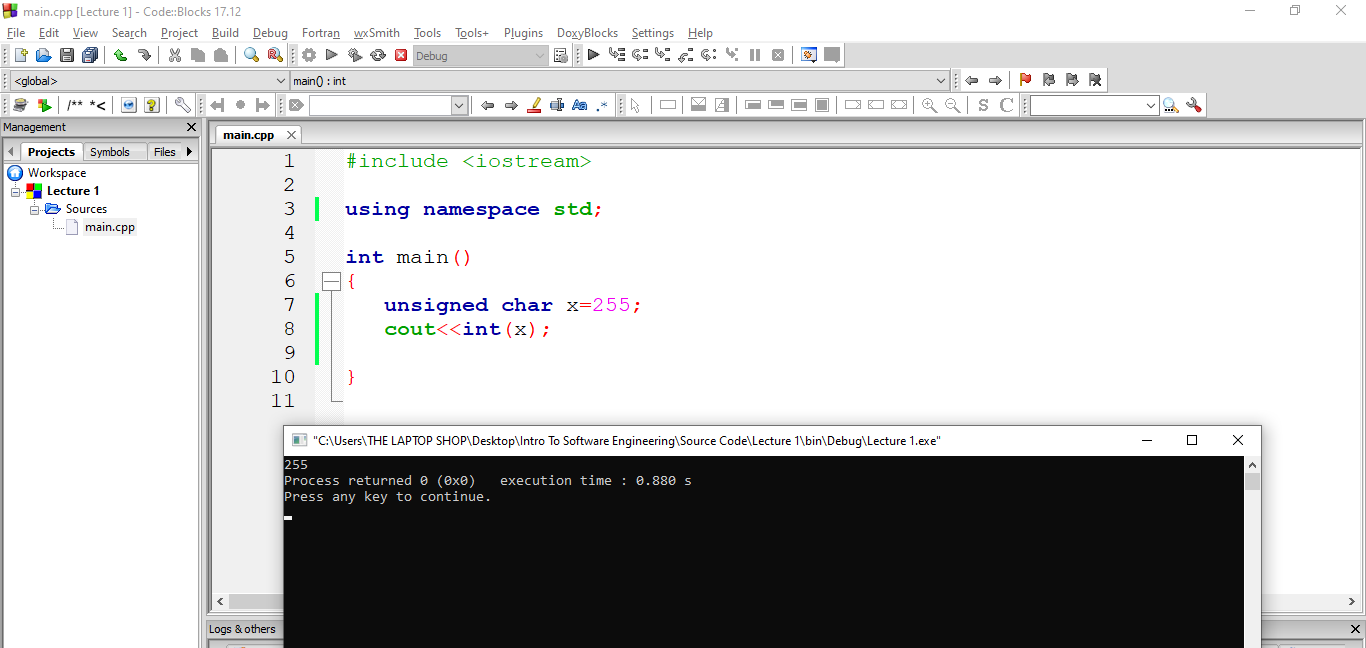 main.cpp [Lecture 1] - Code::Blocks 17.12
File Edit View Search Project Build Debug Fortran wxSmith Tools Tools+ Plugins DoxyBlocks Settings Help
Debug
<global> main() : int
/** *<
Management
main.cpp
Projects Symbols Files
Workspace
Lecture 1
Sources
main.cpp
1 #include <iostream>
2
3 using namespace std;
4
5 int main()
6 {
7 unsigned char x=255;
8 cout<<int(x);
9
10 }
11
"C:\Users\THE LAPTOP SHOP\Desktop\Intro To Software Engineering\Source Code\Lecture 1\bin\Debug\Lecture 1.exe"
255
Process returned 0 (0x0) execution time : 0.880 s
Press any key to continue.
Logs & others